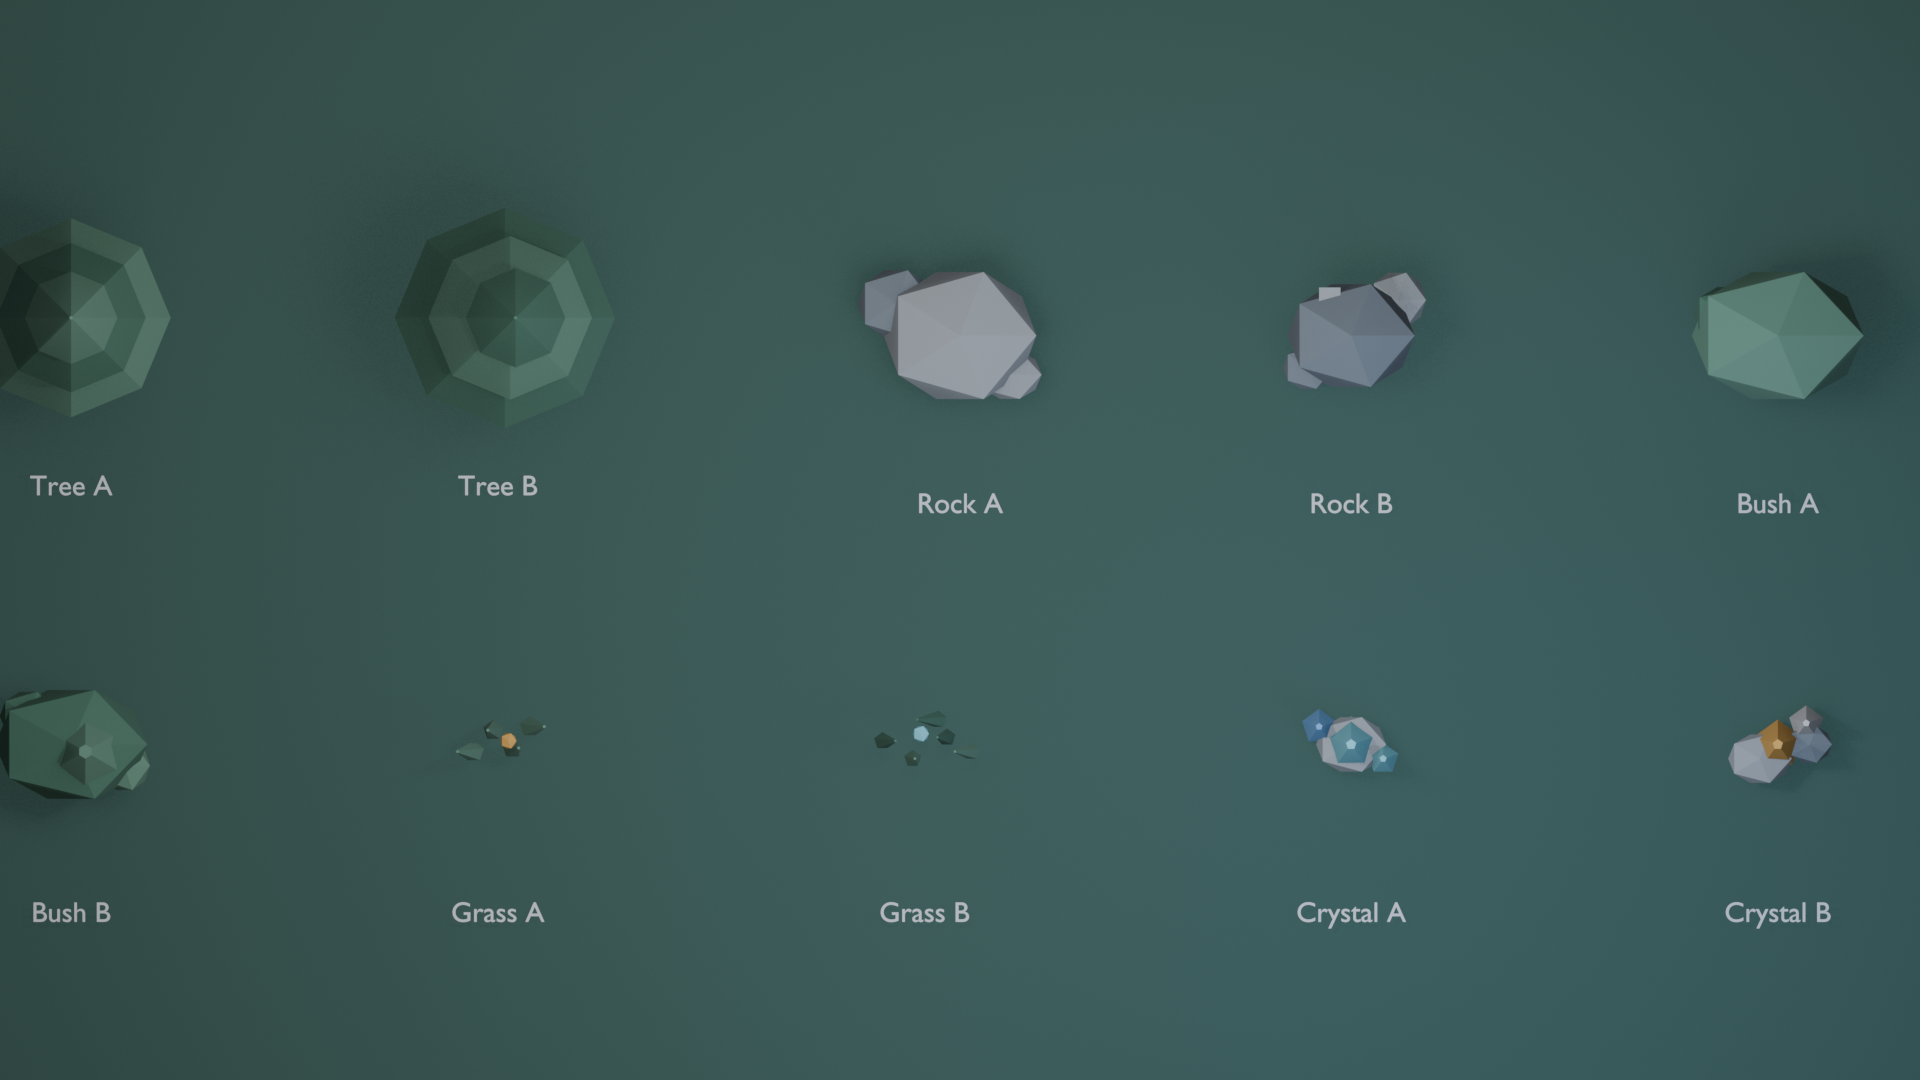 Tree A
Tree B
Rock A
Rock B
Bush A
Bush B
Grass A
Grass B
Crystal A
Crystal B